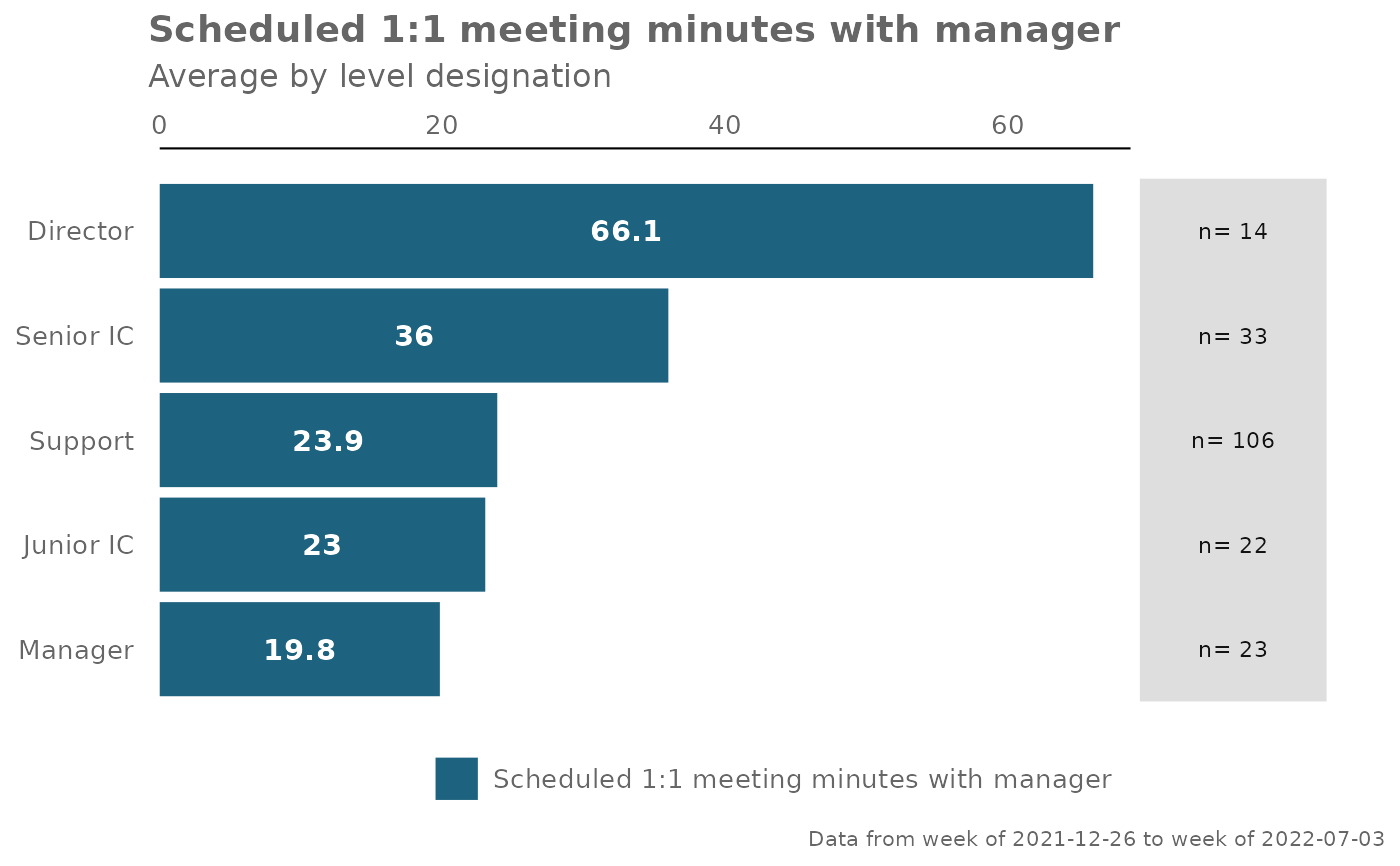 Scheduled 1:1 meeting minutes with manager
Average by level designation
0 20 40 60
Director 66.1 n= 14
Senior IC 36 n= 33
Support 23.9 n= 106
Junior IC 23 n= 22
Manager 19.8 n= 23
Scheduled 1:1 meeting minutes with manager
Data from week of 2021-12-26 to week of 2022-07-03